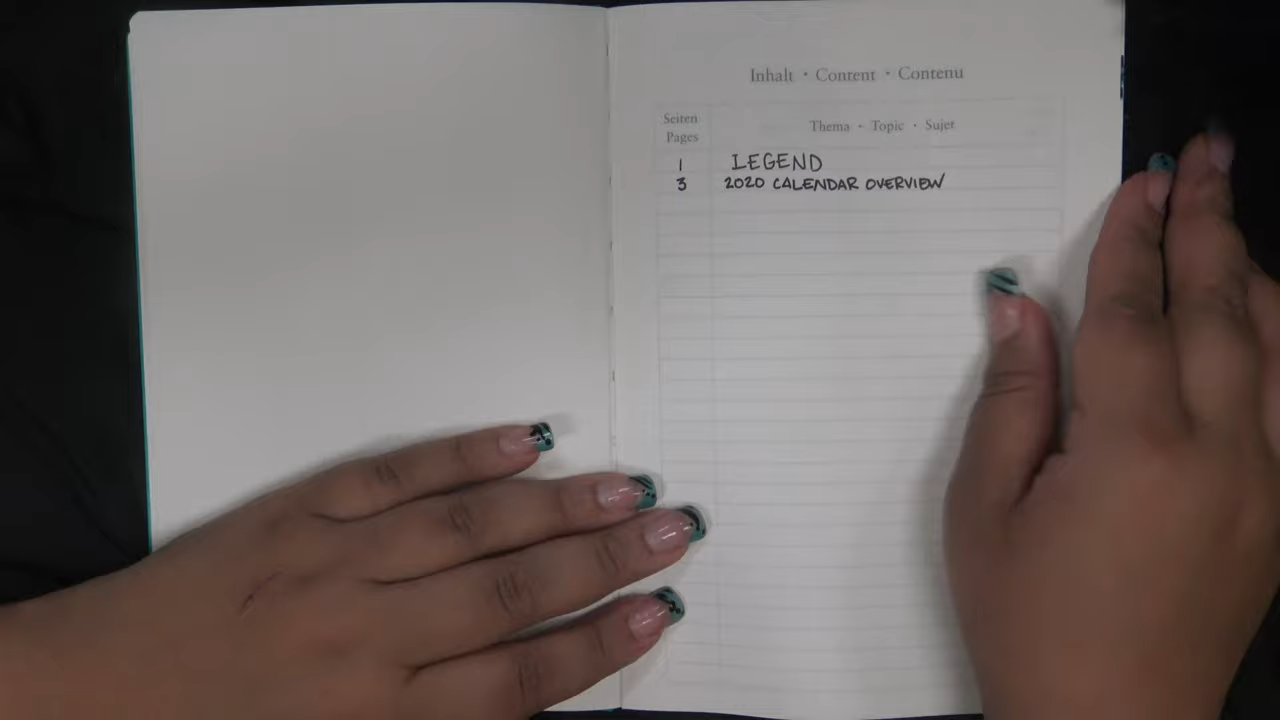 Inhalt · Content · Contenu
Seiten
Pages
Thema - Topic · Sujet
1 LEGEND
3 2020 CALENDAR OVERVIEW